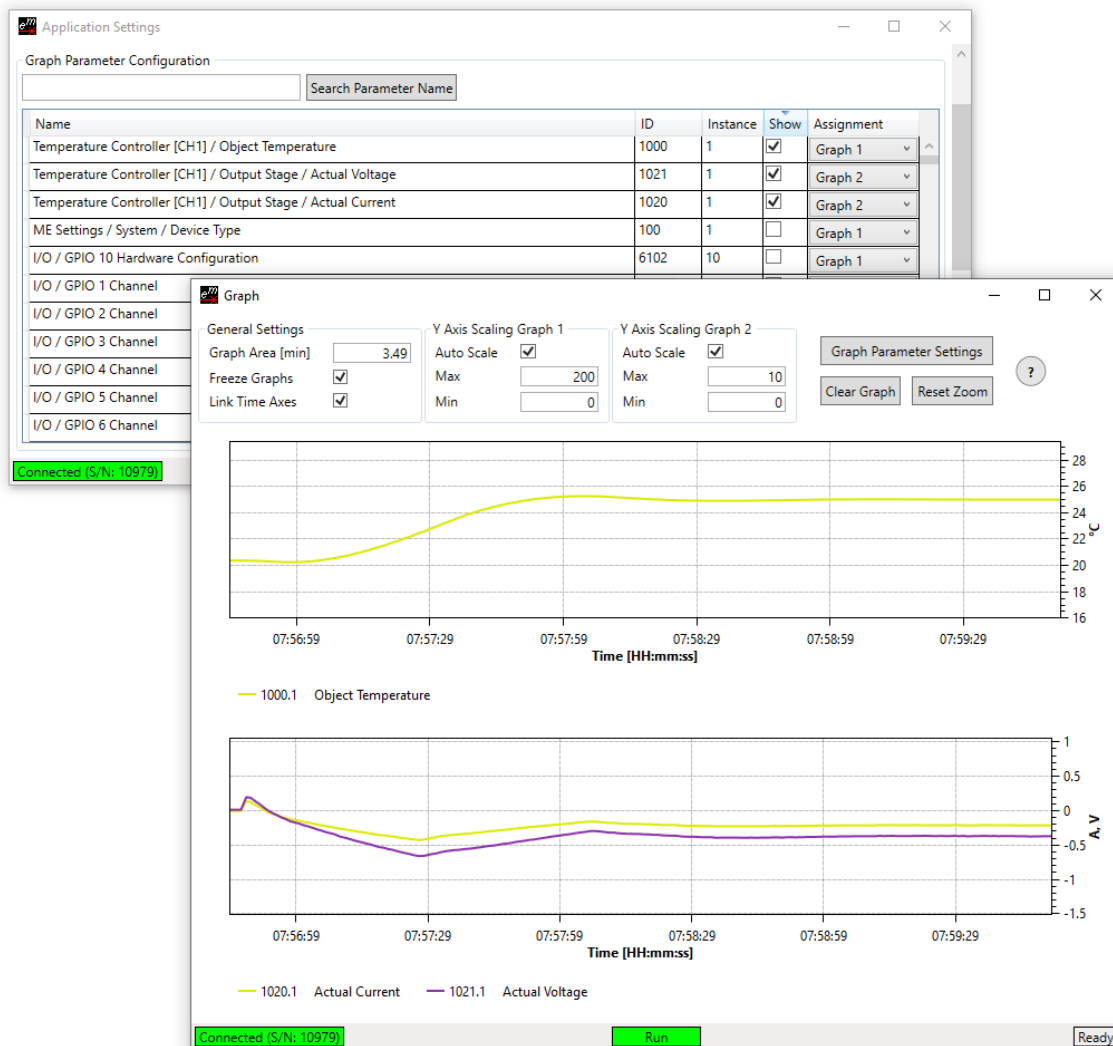 Application Settings
Graph Parameter Configuration
Search Parameter Name
Name ID Instance Show Assignment
Temperature Controller [CH1] / Object Temperature 1000 1 Graph 1
Temperature Controller [CH1] / Output Stage / Actual Voltage 1021 1 Graph 2
Temperature Controller [CH1] / Output Stage / Actual Current 1020 1 Graph 2
ME Settings / System / Device Type 100 1 Graph 1
I/O / GPIO 10 Hardware Configuration 6102 10 Graph 1
I/O / GPIO 1 Channel
I/O / GPIO 2 Channel
I/O / GPIO 3 Channel
I/O / GPIO 4 Channel
I/O / GPIO 5 Channel
I/O / GPIO 6 Channel
Connected (S/N: 10979)
Graph
General Settings
Graph Area [min] 3.49
Freeze Graphs
Link Time Axes
Y Axis Scaling Graph 1
Auto Scale
Max 200
Min 0
Y Axis Scaling Graph 2
Auto Scale
Max 10
Min 0
Graph Parameter Settings
Clear Graph Reset Zoom
?
28
26
24
22
20
18
16
°C
07:56:59 07:57:29 07:57:59 07:58:29 07:58:59 07:59:29
Time [HH:mm:ss]
1000.1 Object Temperature
1
0.5
0
-0.5
-1
-1.5
A, V
07:56:59 07:57:29 07:57:59 07:58:29 07:58:59 07:59:29
Time [HH:mm:ss]
1020.1 Actual Current 1021.1 Actual Voltage
Connected (S/N: 10979) Run Ready